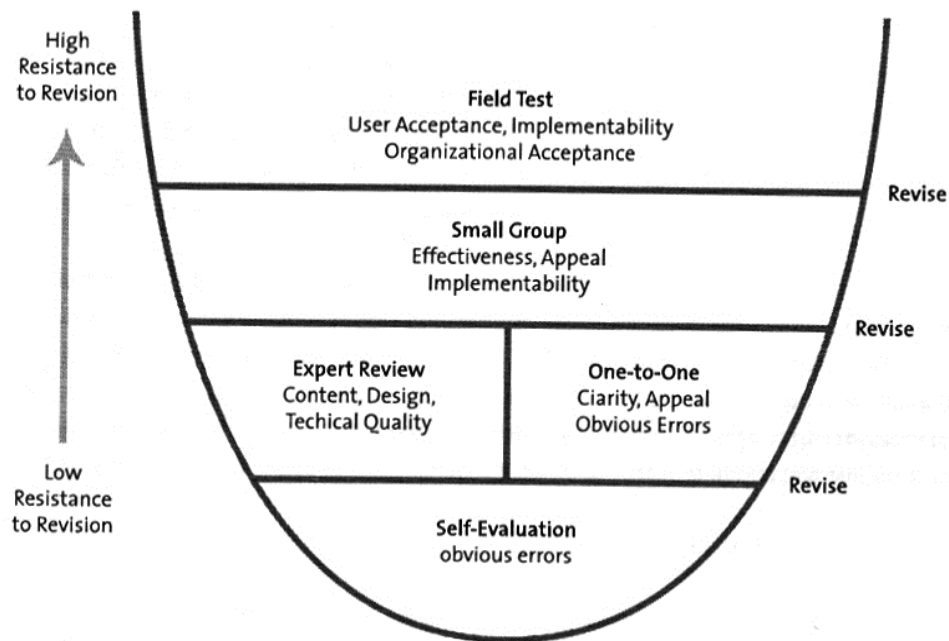 High
Resistance
to Revision
Field Test
User Acceptance, Implementability
Organizational Acceptance
Revise
Small Group
Effectiveness, Appeal
Implementability
Revise
Expert Review
Content, Design,
Techical Quality
One-to-One
Ciarity, Appeal
Obvious Errors
Low
Resistance
to Revision
Revise
Self-Evaluation
obvious errors